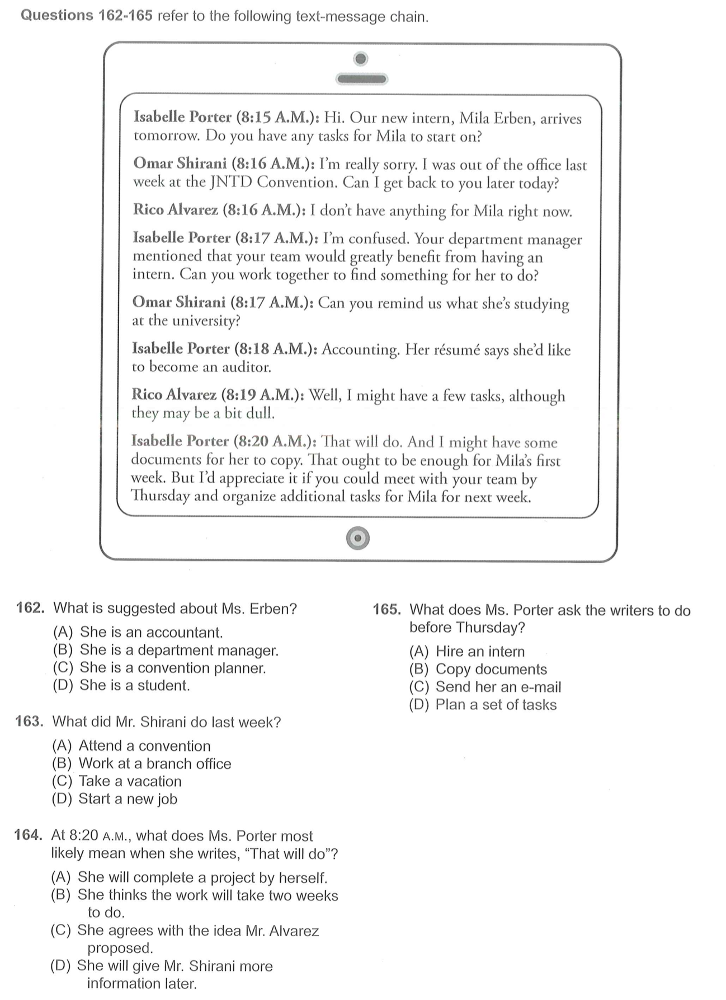 Questions 162-165 refer to the following text-message chain.
Isabelle Porter (8:15 A.M.): Hi. Our new intern, Mila Erben, arrives
tomorrow. Do you have any tasks for Mila to start on?
Omar Shirani (8:16 A.M.): I'm really sorry. I was out of the office last
week at the JNTD Convention. Can I get back to you later today?
Rico Alvarez (8:16 A.M.): I don't have anything for Mila right now.
Isabelle Porter (8:17 A.M.): I'm confused. Your department manager
mentioned that your team would greatly benefit from having an
intern. Can you work together to find something for her to do?
Omar Shirani (8:17 A.M.): Can you remind us what she's studying
at the university?
Isabelle Porter (8:18 A.M.): Accounting. Her résumé says she'd like
to become an auditor.
Rico Alvarez (8:19 A.M.): Well, I might have a few tasks, although
they may be a bit dull.
Isabelle Porter (8:20 A.M.): That will do. And I might have some
documents for her to copy. That ought to be enough for Mila's first
week. But I'd appreciate it if you could meet with your team by
Thursday and organize additional tasks for Mila for next week.
162. What is suggested about Ms. Erben?
(A) She is an accountant.
(B) She is a department manager.
(C) She is a convention planner.
(D) She is a student.
163. What did Mr. Shirani do last week?
(A) Attend a convention
(B) Work at a branch office
(C) Take a vacation
(D) Start a new job
164. At 8:20 A.M., what does Ms. Porter most
likely mean when she writes, "That will do"?
(A) She will complete a project by herself.
(B) She thinks the work will take two weeks
to do.
(C) She agrees with the idea Mr. Alvarez
proposed.
(D) She will give Mr. Shirani more
information later.
165. What does Ms. Porter ask the writers to do
before Thursday?
(A) Hire an intern
(B) Copy documents
(C) Send her an e-mail
(D) Plan a set of tasks